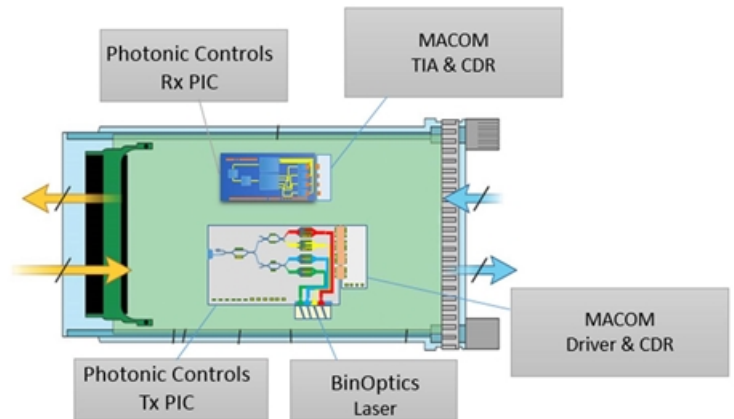 Photonic Controls
Rx PIC
MACOM
TIA & CDR
MACOM
Driver & CDR
Photonic Controls
Tx PIC
BinOptics
Laser